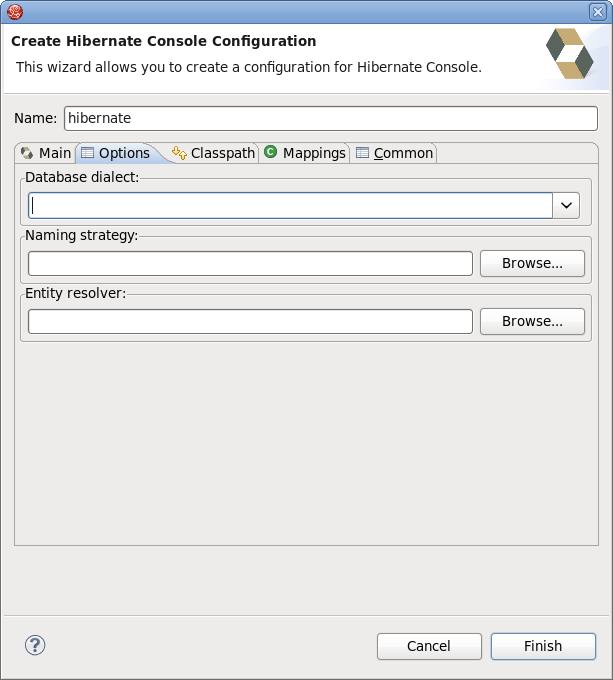 Create Hibernate Console Configuration
This wizard allows you to create a configuration for Hibernate Console.
Name: hibernate
Main Options Classpath Mappings Common
Database dialect:
Naming strategy:
Browse...
Entity resolver:
Browse...
? Cancel Finish